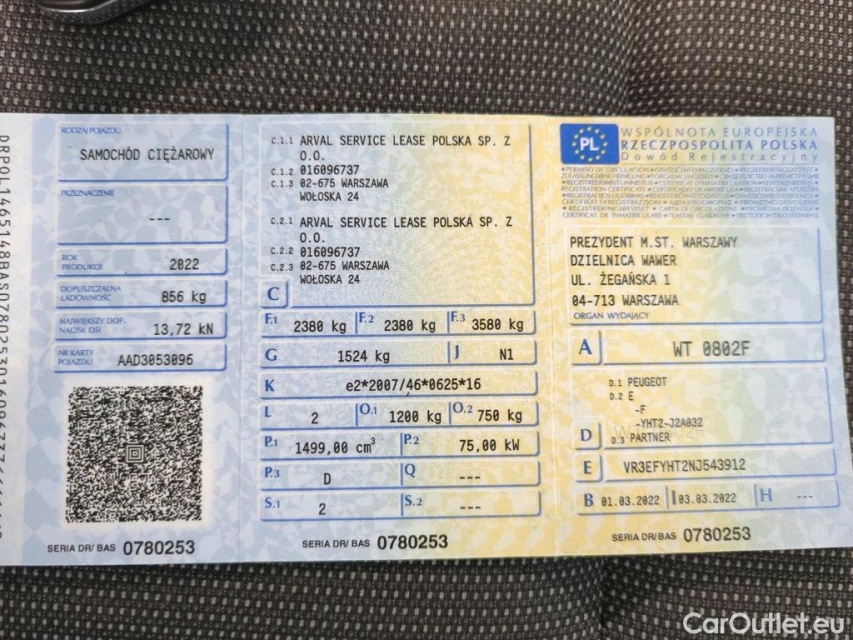 RODZAJ POJAZDU
SAMOCHÓD CIĘŻAROWY
PRZEZNACZENIE
---
ROK PRODUKCJI 2022
DOPUSZCZALNA ŁADOWNOŚĆ 856 kg
NAJWIĘKSZY DOP. NACISK OSI 13,72 kN
NR KARTY POJAZDU AAD3053096
SERIA DR/ BAS 0780253
C.1.1 ARVAL SERVICE LEASE POLSKA SP. Z
O.O.
C.1.2 016096737
C.1.3 02-675 WARSZAWA
WOŁOSKA 24
C.2.1 ARVAL SERVICE LEASE POLSKA SP. Z
O.O.
C.2.2 016096737
C.2.3 02-675 WARSZAWA
WOŁOSKA 24
C
F.1 2380 kg F.2 2380 kg F.3 3580 kg
G 1524 kg J N1
K e2*2007/46*0625*16
L 2 O.1 1200 kg O.2 750 kg
P.1 1499,00 cm³ P.2 75,00 kW
P.3 D Q ---
S.1 2 S.2 ---
SERIA DR/ BAS 0780253
PL
WSPÓLNOTA EUROPEJSKA
RZECZPOSPOLITA POLSKA
Dowód Rejestracyjny
PREZYDENT M.ST. WARSZAWY
DZIELNICA WAWER
UL. ŻEGAŃSKA 1
04-713 WARSZAWA
ORGAN WYDAJĄCY
A WT 0802F
D.1 PEUGEOT
D.2 E
-F
-YHT2-J2A032
D D.3 PARTNER
E VR3EFYHT2NJ543912
B 01.03.2022 I 03.03.2022 H ---
SERIA DR/ BAS 0780253
CarOutlet.eu